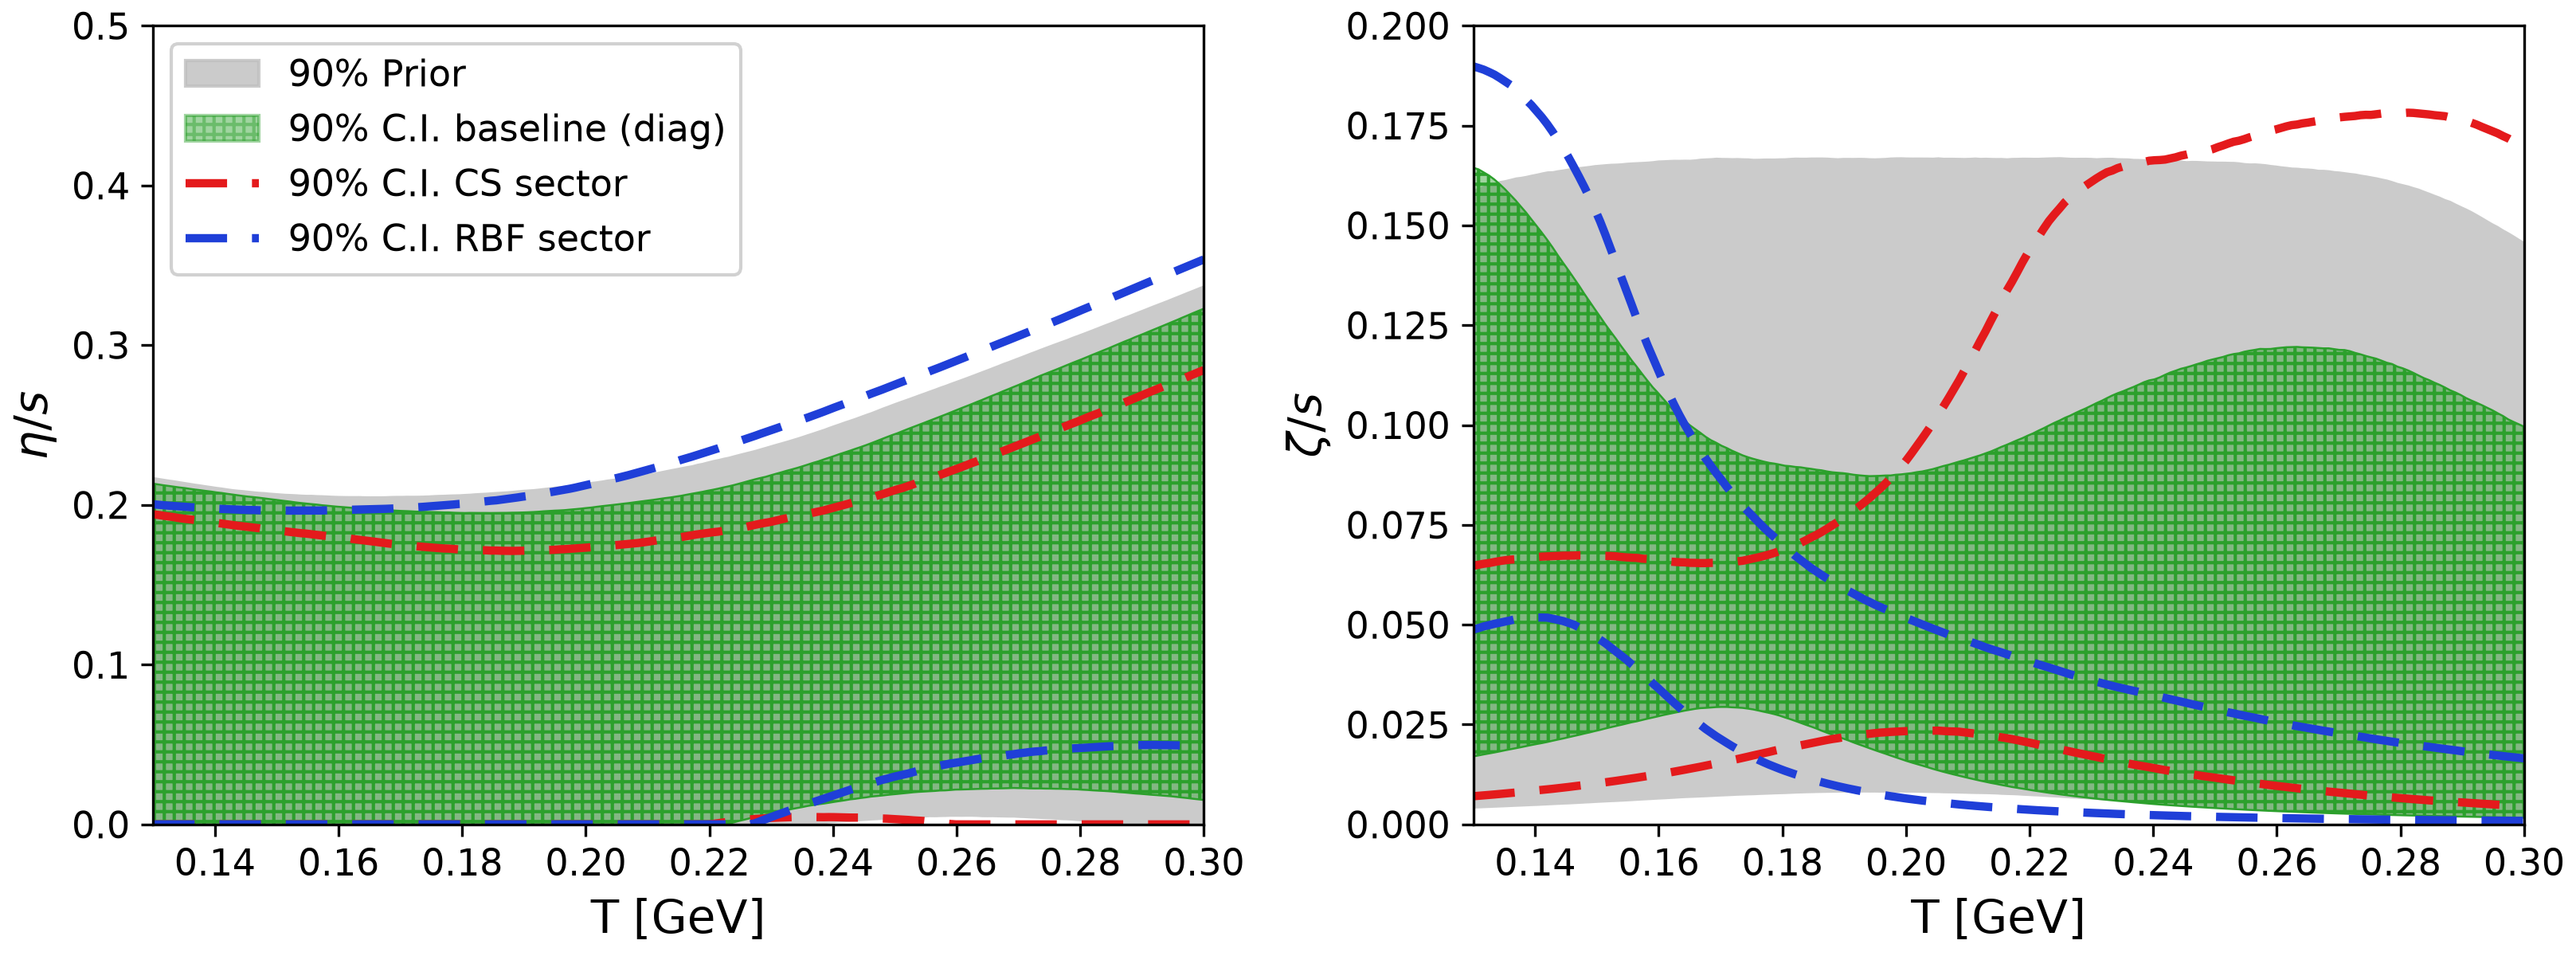 0.5
0.4
0.3
0.2
0.1
0.0
η/s
90% Prior
90% C.I. baseline (diag)
90% C.I. CS sector
90% C.I. RBF sector
0.14 0.16 0.18 0.20 0.22 0.24 0.26 0.28 0.30
T [GeV]
0.200
0.175
0.150
0.125
0.100
0.075
0.050
0.025
0.000
ζ/s
0.14 0.16 0.18 0.20 0.22 0.24 0.26 0.28 0.30
T [GeV]